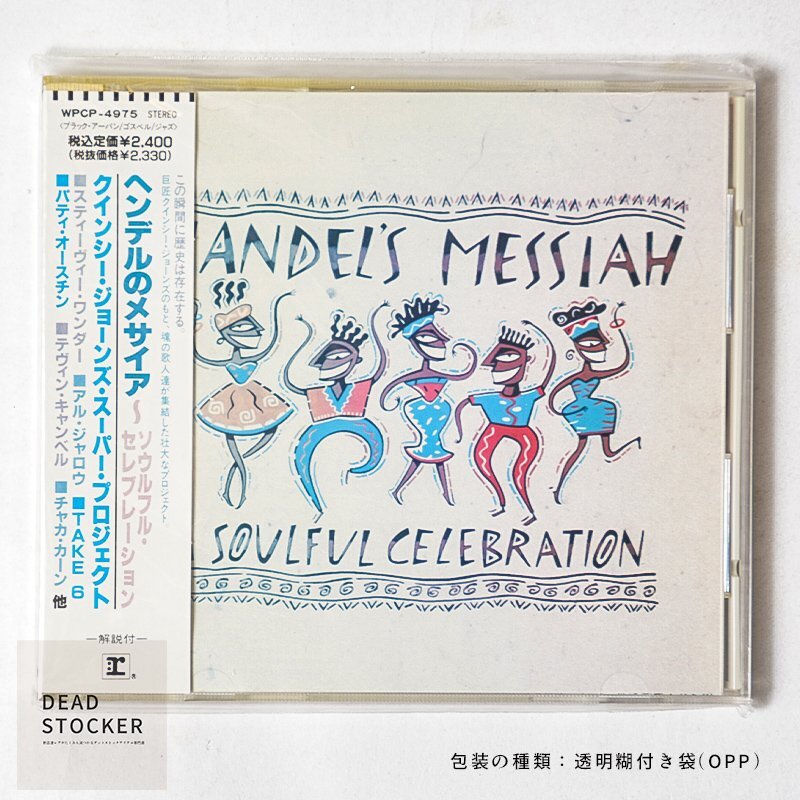 WPCP-4975 STEREO
〈ブラック・アーバン/ゴスペル/ジャズ〉
税込定価¥2,400
(税抜価格¥2,330)
この瞬間に歴史は存在する。
巨匠クインシー・ジョーンズのもと、魂の歌人達が集結した壮大なプロジェクト
ヘンデルのメサイア〜ソウルフル・セレブレーション
クインシー・ジョーンズ・スーパー・プロジェクト
■スティーヴィー・ワンダー ■アル・ジャロウ ■TAKE 6
■パティ・オースチン ■テヴィン・キャンベル ■チャカ・カーン 他
—解説付—
r®
ANDEL'S MESSIAH
SOULFUL CELEBRATION
DEAD
STOCKER
包装の種類：透明糊付き袋(OPP)